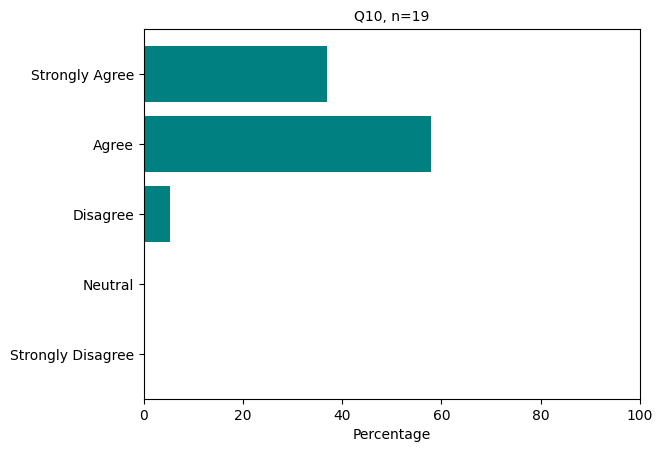 Q10, n=19
Strongly Agree
Agree
Disagree
Neutral
Strongly Disagree
0 20 40 60 80 100
Percentage